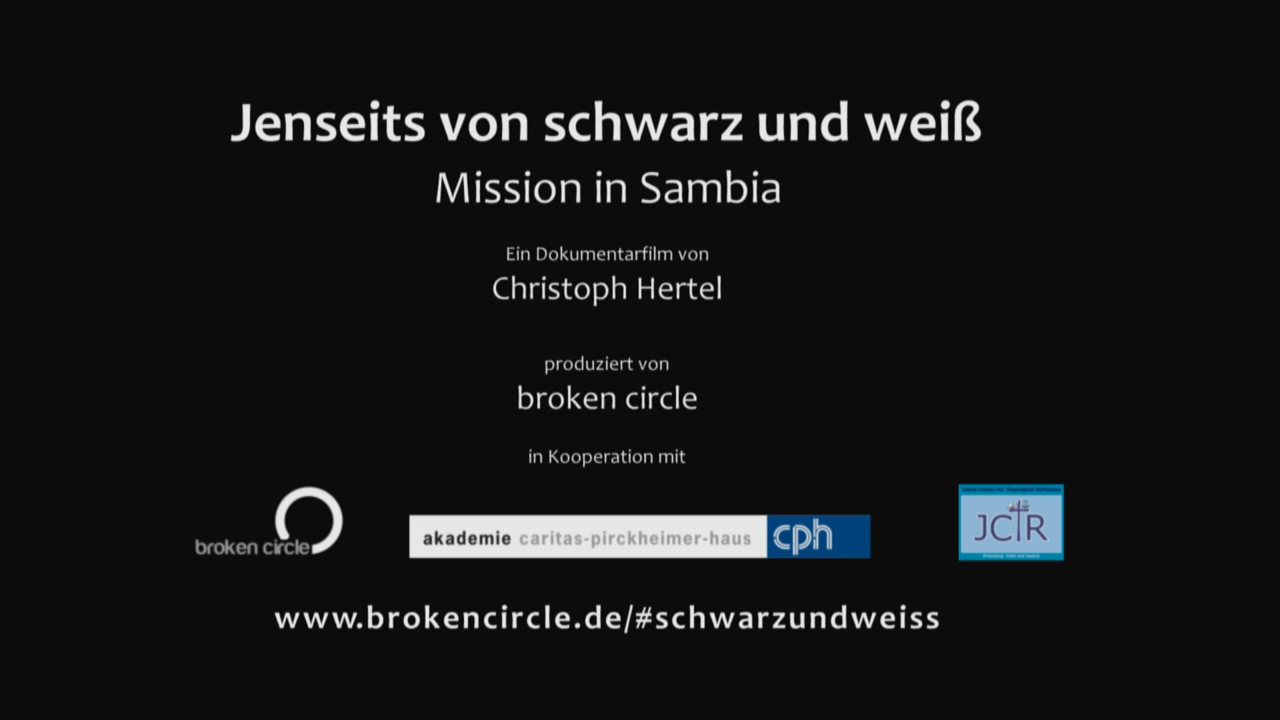 Jenseits von schwarz und weiß
Mission in Sambia
Ein Dokumentarfilm von
Christoph Hertel
produziert von
broken circle
in Kooperation mit
broken circle
akademie caritas-pirckheimer-haus cph
JCTR
www.brokencircle.de/#schwarzundweiss